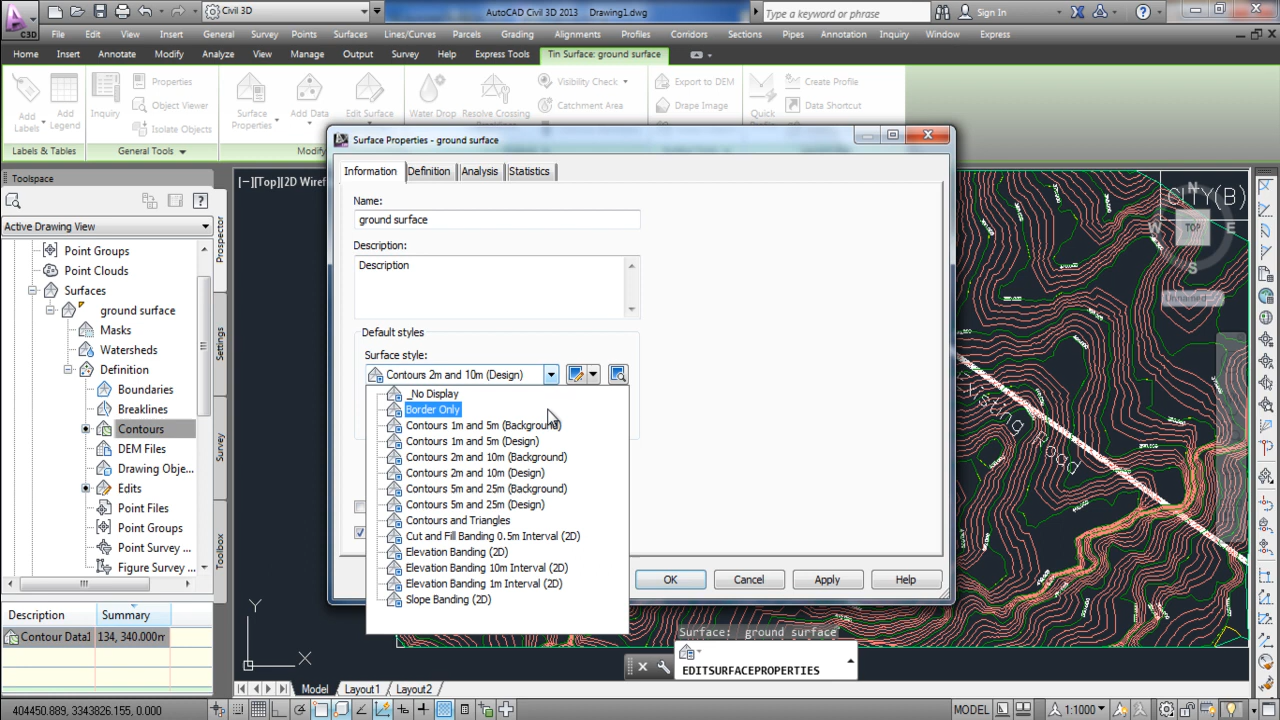 Civil 3D
AutoCAD Civil 3D 2013 Drawing1.dwg
Type a keyword or phrase
Sign In
C3D
File Edit View Insert General Survey Points Surfaces Lines/Curves Parcels Grading Alignments Profiles Corridors Sections Pipes Annotation Inquiry Window Express
Home Insert Annotate Modify Analyze View Manage Output Survey Help Express Tools Tin Surface: ground surface
Add Labels
Add Legend
Inquiry
Properties
Object Viewer
Isolate Objects
Surface Properties
Add Data
Edit Surface
Water Drop
Resolve Crossing
Visibility Check
Catchment Area
Export to DEM
Drape Image
Quick
Create Profile
Data Shortcut
Labels & Tables
General Tools
Modify
Toolspace
Active Drawing View
Point Groups
Point Clouds
Surfaces
ground surface
Masks
Watersheds
Definition
Boundaries
Breaklines
Contours
DEM Files
Drawing Obje...
Edits
Point Files
Point Groups
Point Survey ...
Figure Survey ...
Prospector
Settings
Survey
Toolbox
Description Summary
Contour Data1 134, 340.000m
[−][Top][2D Wirefr
Surface Properties - ground surface
Information Definition Analysis Statistics
Name:
ground surface
Description:
Description
Default styles
Surface style:
Contours 2m and 10m (Design)
_No Display
Border Only
Contours 1m and 5m (Background)
Contours 1m and 5m (Design)
Contours 2m and 10m (Background)
Contours 2m and 10m (Design)
Contours 5m and 25m (Background)
Contours 5m and 25m (Design)
Contours and Triangles
Cut and Fill Banding 0.5m Interval (2D)
Elevation Banding (2D)
Elevation Banding 10m Interval (2D)
Elevation Banding 1m Interval (2D)
Slope Banding (2D)
OK Cancel Apply Help
CITY(B)
N
W TOP E
S
Unnamed
Y
X
Surface: ground surface
EDITSURFACEPROPERTIES
Model Layout1 Layout2
404450.889, 3343826.155, 0.000
MODEL
1:1000